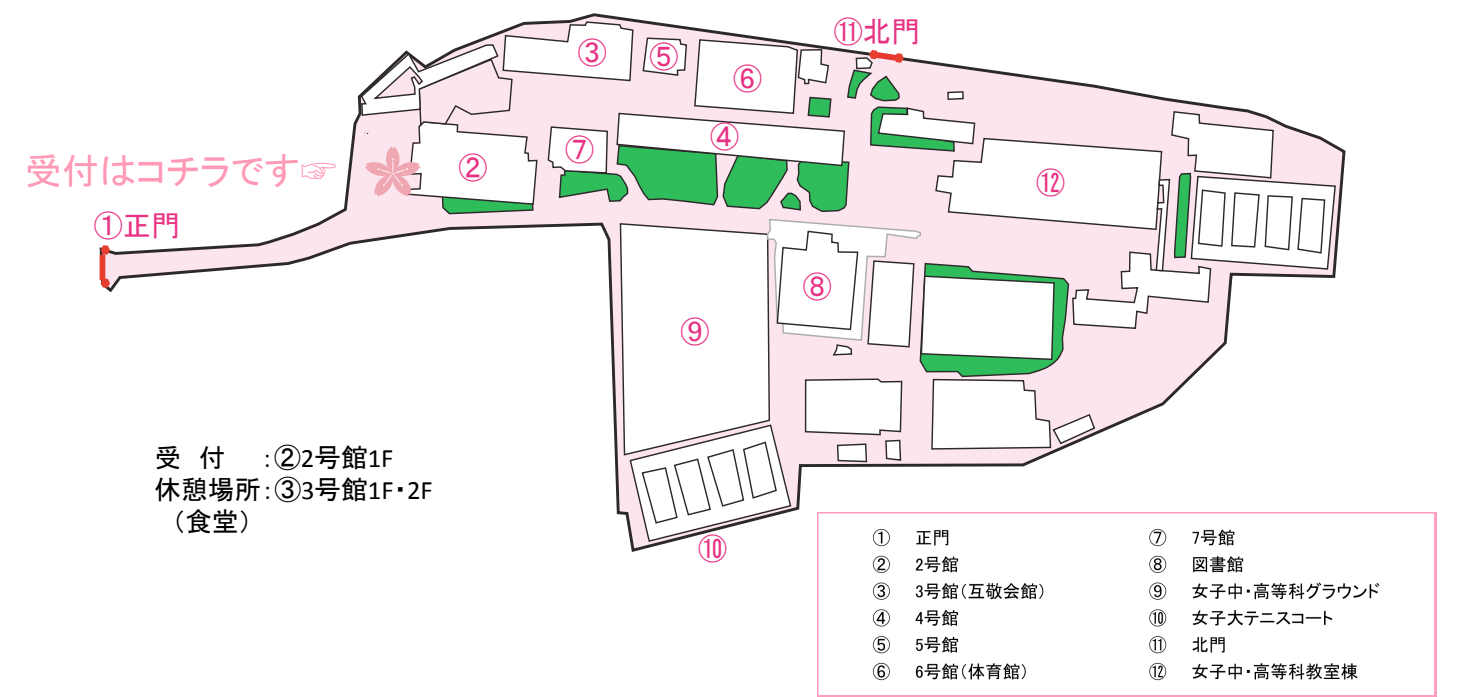 ⑪北門
③
⑤
⑥
④
⑦
②
受付はコチラです☞
⑫
①正門
⑧
⑨
受　付　：②2号館1F
休憩場所：③3号館1F・2F
（食堂）
⑩
①　正門
②　2号館
③　3号館（互敬会館）
④　4号館
⑤　5号館
⑥　6号館（体育館）
⑦　7号館
⑧　図書館
⑨　女子中・高等科グラウンド
⑩　女子大テニスコート
⑪　北門
⑫　女子中・高等科教室棟